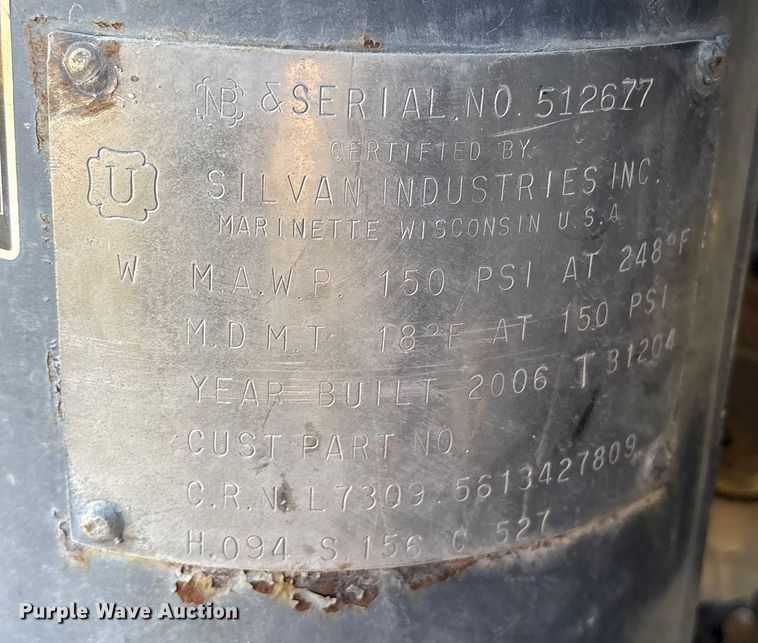 NB & SERIAL.NO. 512677
CERTIFIED BY
U SILVAN INDUSTRIES INC.
MARINETTE WISCONSIN U.S.A
W M.A.W.P. 150 PSI AT 248°F
M.D M.T 18°F AT 150 PSI
YEAR BUILT 2006 T 31204
CUST PART NO.
C.R.N. L7309.5613427809
H.094 S.156 C 527
Purple Wave Auction